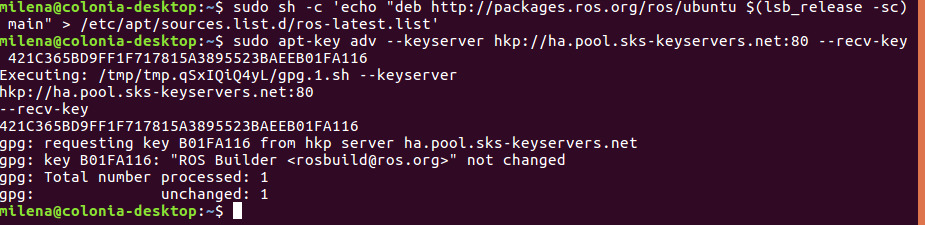 milena@colonia-desktop:~$ sudo sh -c 'echo "deb http://packages.ros.org/ros/ubuntu $(lsb_release -sc)
 main" > /etc/apt/sources.list.d/ros-latest.list'
milena@colonia-desktop:~$ sudo apt-key adv --keyserver hkp://ha.pool.sks-keyservers.net:80 --recv-key
 421C365BD9FF1F717815A3895523BAEEB01FA116
Executing: /tmp/tmp.qSxIQiQ4yL/gpg.1.sh --keyserver
hkp://ha.pool.sks-keyservers.net:80
--recv-key
421C365BD9FF1F717815A3895523BAEEB01FA116
gpg: requesting key B01FA116 from hkp server ha.pool.sks-keyservers.net
gpg: key B01FA116: "ROS Builder <rosbuild@ros.org>" not changed
gpg: Total number processed: 1
gpg:              unchanged: 1
milena@colonia-desktop:~$